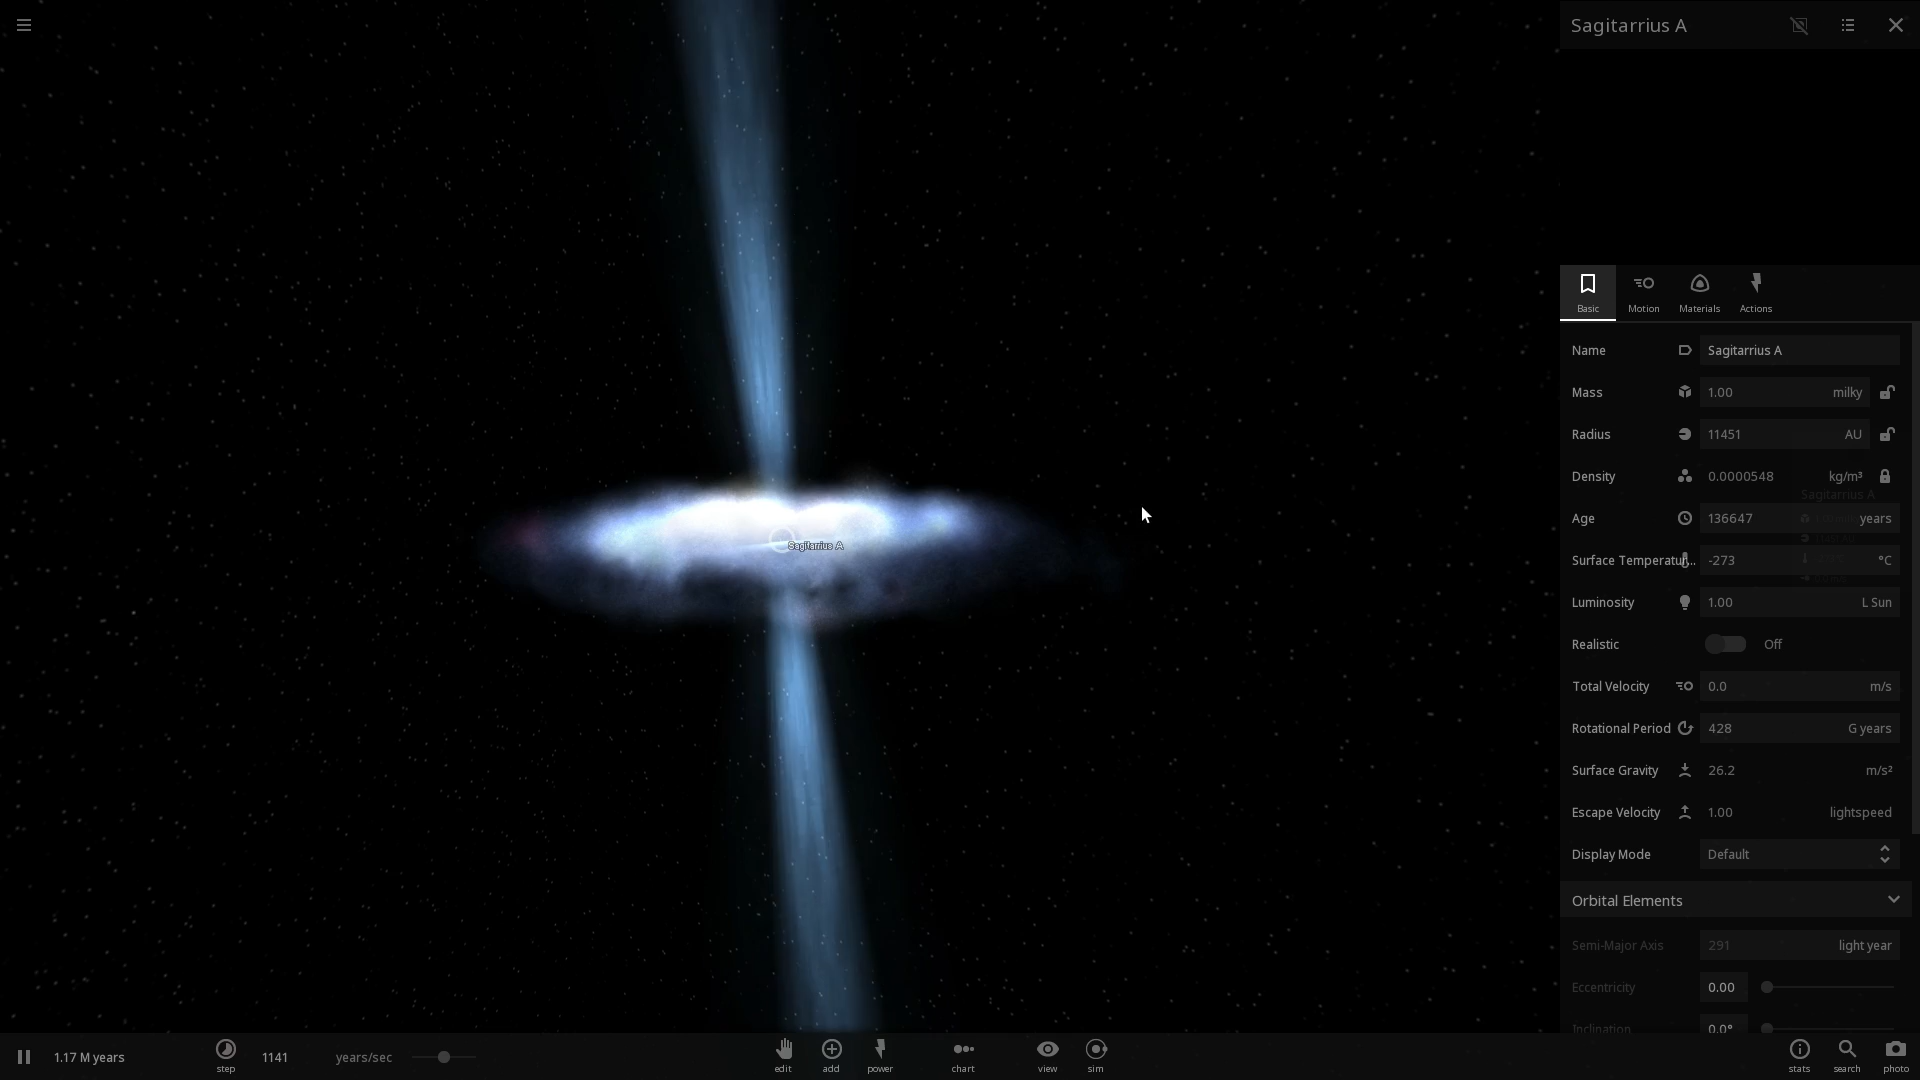 Sagitarrius A
Basic
Motion
Materials
Actions
Name Sagitarrius A
Mass 1.00 milky
Radius 11451 AU
Density 0.0000548 kg/m³
Sagitarrius A
Age 136647 years
Surface Temperatur... -273 °C
Luminosity 1.00 L Sun
Realistic Off
Total Velocity 0.0 m/s
Rotational Period 428 G years
Surface Gravity 26.2 m/s²
Escape Velocity 1.00 lightspeed
Display Mode Default
Orbital Elements
Semi-Major Axis 291 light year
Eccentricity 0.00
Inclination 0.0°
Sagitarrius A
1.17 M years
step
1141 years/sec
edit
add
power
chart
view
sim
stats
search
photo